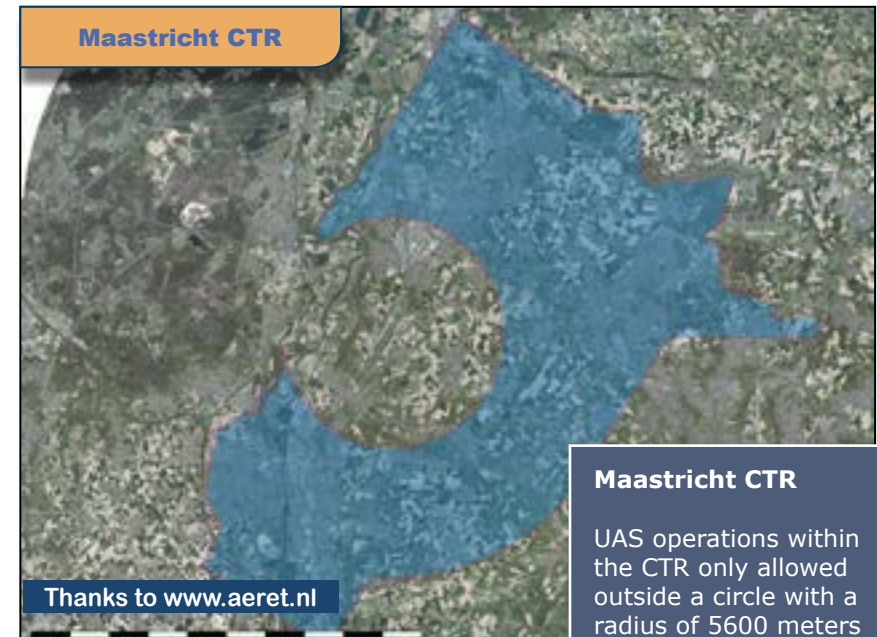 Maastricht CTR
Maastricht CTR
UAS operations within
the CTR only allowed
outside a circle with a
radius of 5600 meters
Thanks to www.aeret.nl